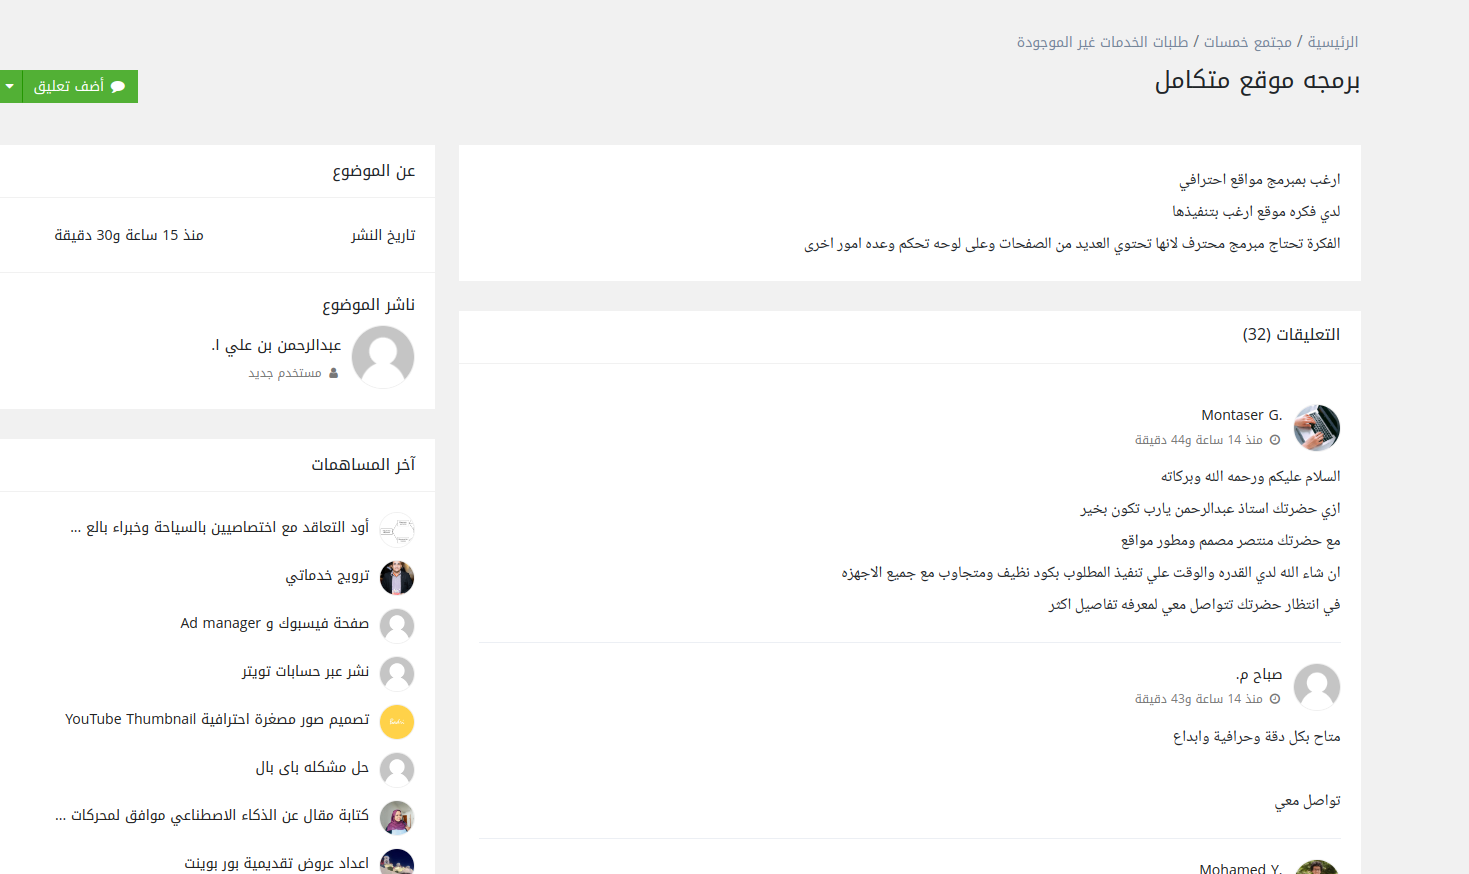 الرئيسية / مجتمع خمسات / طلبات الخدمات غير الموجودة
برمجه موقع متكامل
أضف تعليق
ارغب بمبرمج مواقع احترافي
لدي فكره موقع ارغب بتنفيذها
الفكرة تحتاج مبرمج محترف لانها تحتوي العديد من الصفحات وعلى لوحه تحكم وعده امور اخرى
التعليقات (32)
Montaser G.
منذ 14 ساعة و44 دقيقة
السلام عليكم ورحمه الله وبركاته
ازي حضرتك استاذ عبدالرحمن يارب تكون بخير
مع حضرتك منتصر مصمم ومطور مواقع
ان شاء الله لدي القدره والوقت علي تنفيذ المطلوب بكود نظيف ومتجاوب مع جميع الاجهزه
في انتظار حضرتك تتواصل معي لمعرفه تفاصيل اكثر
صباح م.
منذ 14 ساعة و43 دقيقة
متاح بكل دقة وحرافية وابداع
تواصل معي
Mohamed Y.
عن الموضوع
تاريخ النشر منذ 15 ساعة و30 دقيقة
ناشر الموضوع
عبدالرحمن بن علي ا.
مستخدم جديد
آخر المساهمات
أود التعاقد مع اختصاصيين بالسياحة وخبراء بالع ...
ترويج خدماتي
صفحة فيسبوك و Ad manager
نشر عبر حسابات تويتر
تصميم صور مصغرة احترافية YouTube Thumbnail
حل مشكله باى بال
كتابة مقال عن الذكاء الاصطناعي موافق لمحركات ...
اعداد عروض تقديمية بور بوينت